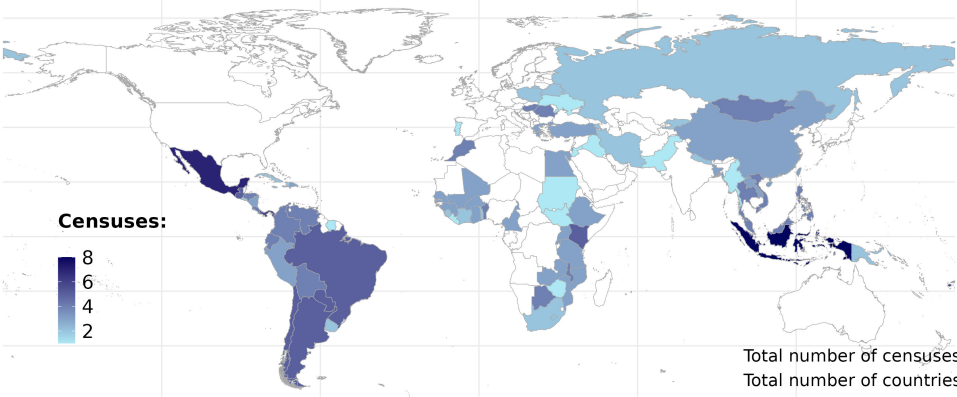 Censuses:
8
6
4
2
Total number of censuses
Total number of countries